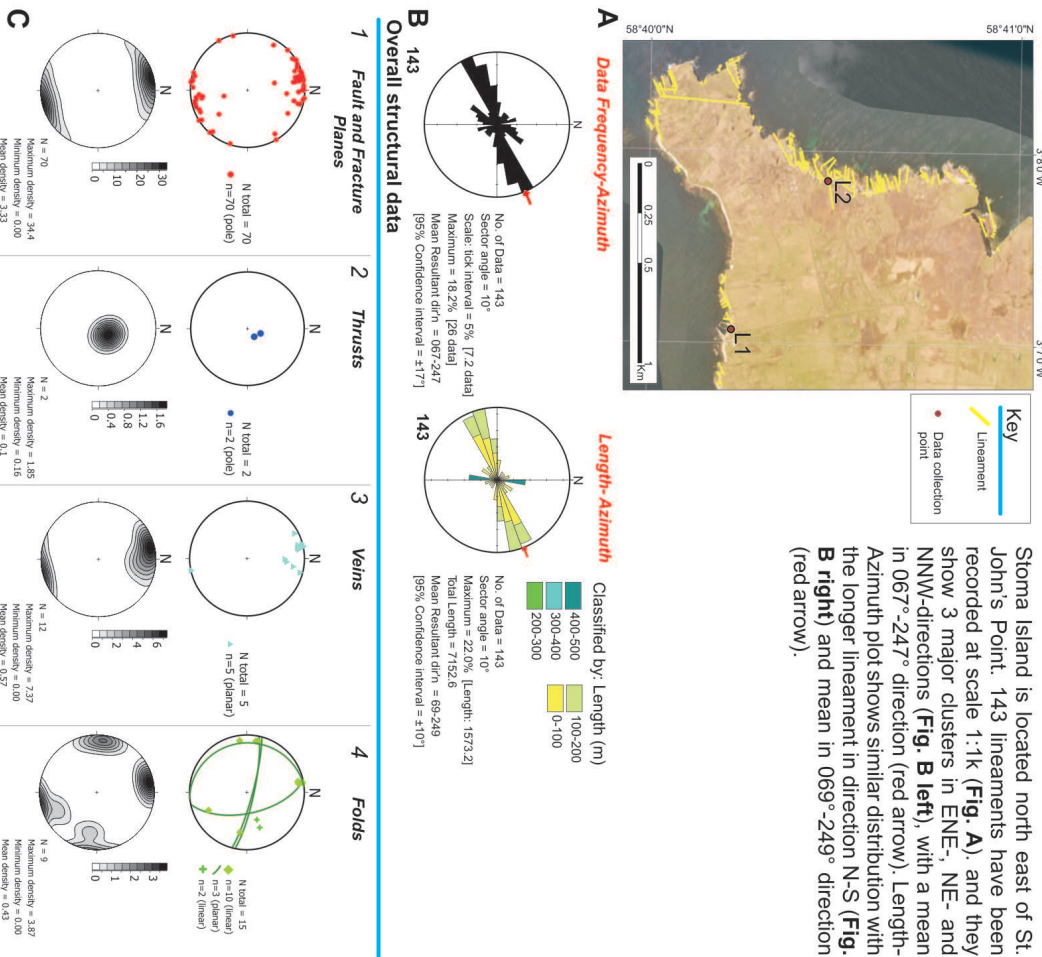 Stoma Island is located north east of St.
John's Point. 143 lineaments have been
recorded at scale 1:1k (Fig. A). and they
show 3 major clusters in ENE-, NE- and
NNW-directions (Fig. B left), with a mean
in 067°-247° direction (red arrow). Length-
Azimuth plot shows similar distribution with
the longer lineament in direction N-S (Fig.
B right) and mean in 069°-249° direction
(red arrow).
A
58°40'0"N
58°41'0"N
3°8'0"W
3°7'0"W
L2
L1
0 0.25 0.5 1
Km
Key
Lineament
Data collection
point
Data Frequency-Azimuth
Length- Azimuth
B
143
N
No. of Data = 143
Sector angle = 10°
Scale: tick interval = 5% [7.2 data]
Maximum = 18.2% [26 data]
Mean Resultant dir'n = 067-247
[95% Confidence interval = ±17°]
143
N
Classified by: Length (m)
400-500
300-400
200-300
100-200
0-100
No. of Data = 143
Sector angle = 10°
Maximum = 22.0% [Length: 1573.2]
Total Length = 7152.6
Mean Resultant dir'n = 69-249
[95% Confidence interval = ±10°]
Overall structural data
C
1 Fault and Fracture
Planes
N
N total = 70
n=70 (pole)
0 10 20 30
N = 70
Maximum density = 34.4
Minimum density = 0.00
Mean density = 3.33
2 Thrusts
N
N total = 2
n=2 (pole)
0 0.4 0.8 1.2 1.6
N = 2
Maximum density = 1.85
Minimum density = 0.16
Mean density = 0.1
3 Veins
N
N total = 5
n=5 (planar)
0 2 4 6
N = 12
Maximum density = 7.37
Minimum density = 0.00
Mean density = 0.57
4 Folds
N
N total = 15
n=10 (linear)
n=3 (planar)
n=2 (linear)
0 1 2 3
N = 9
Maximum density = 3.87
Minimum density = 0.00
Mean density = 0.43